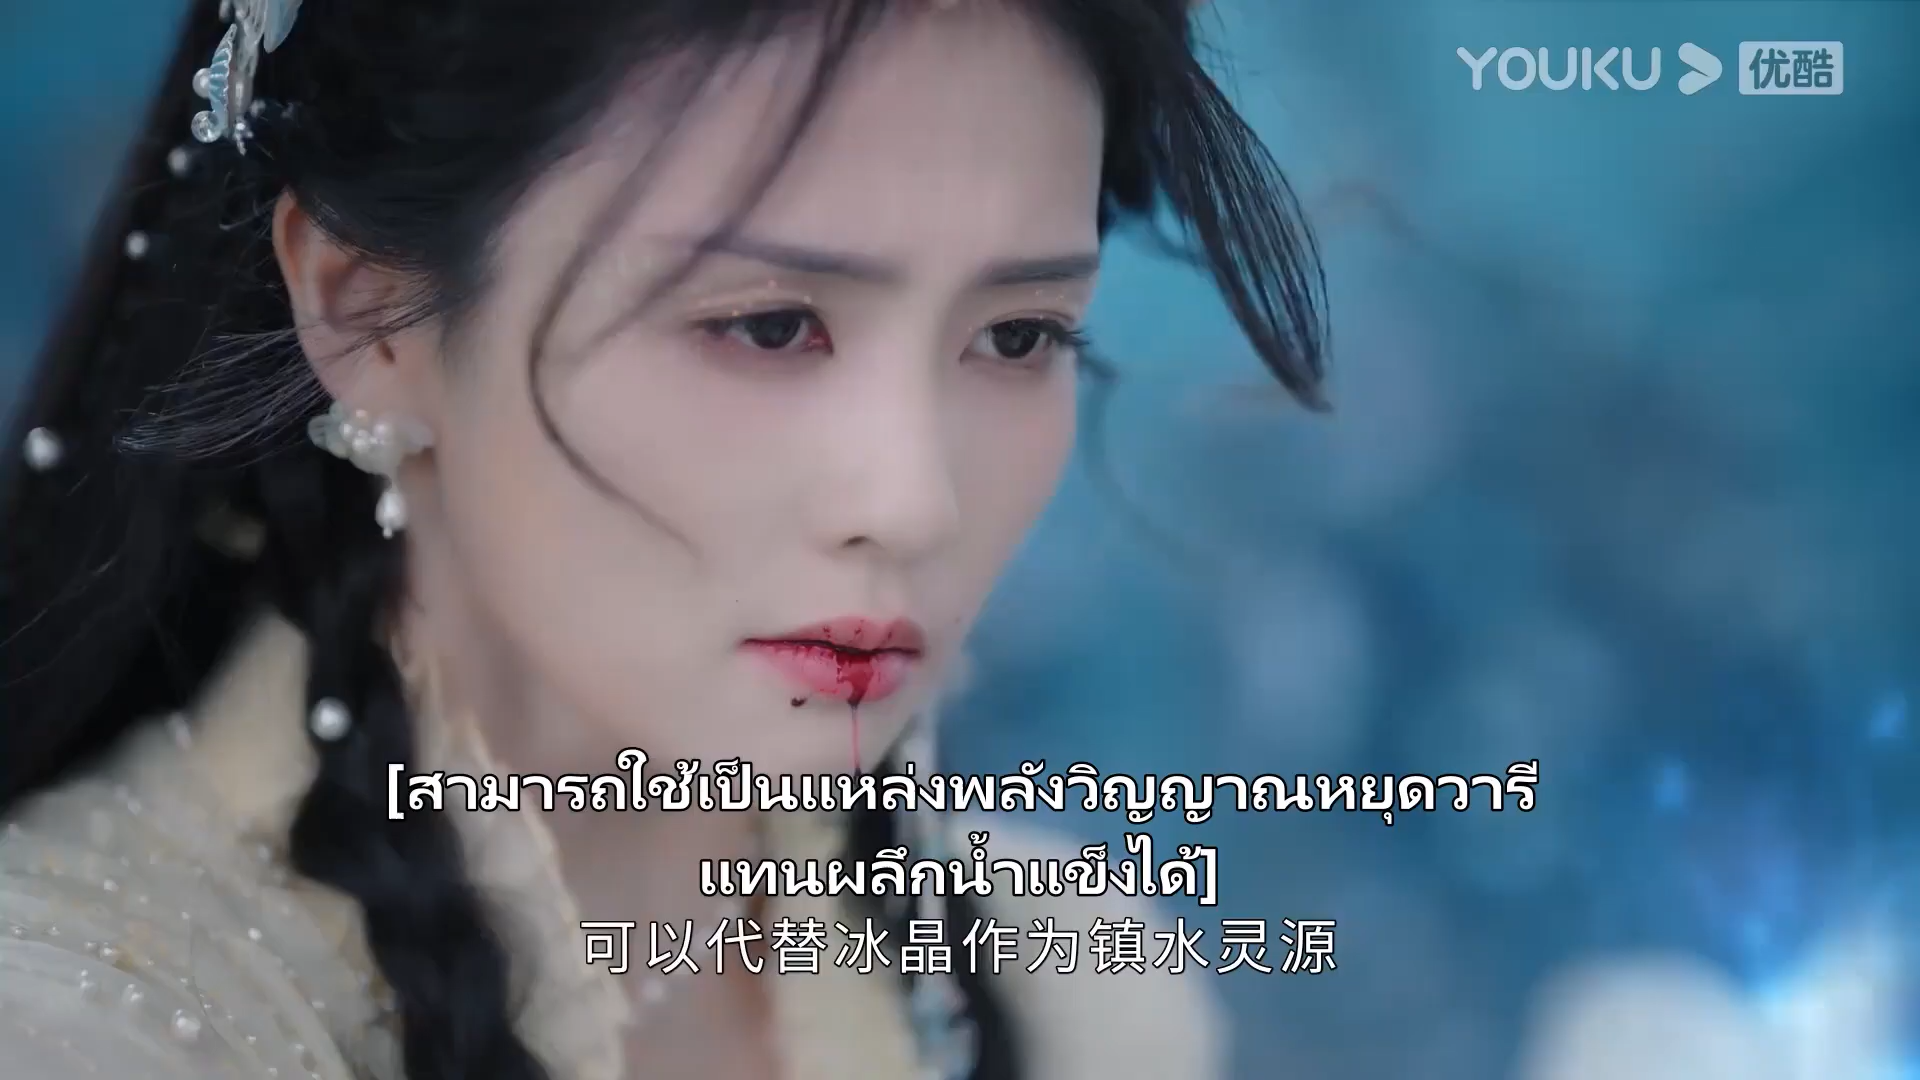 YOUKU 优酷
[สามารถใช้เป็นแหล่งพลังวิญญาณหยุดวารี
แทนผลึกน้ำแข็งได้]
可以代替冰晶作为镇水灵源